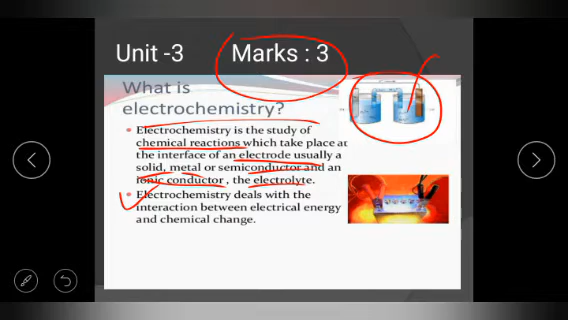 Unit -3 Marks : 3
What is
electrochemistry?
Electrochemistry is the study of
chemical reactions which take place at
the interface of an electrode usually a
solid, metal or semiconductor and an
ionic conductor , the electrolyte.
Electrochemistry deals with the
interaction between electrical energy
and chemical change.